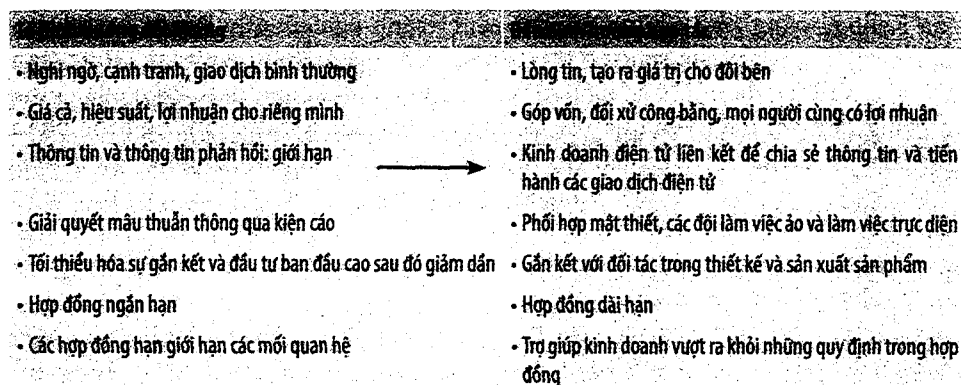 • Nghi ngờ, cạnh tranh, giao dịch bình thường
• Giá cả, hiệu suất, lợi nhuận cho riêng mình
• Thông tin và thông tin phản hồi: giới hạn
• Giải quyết mâu thuẫn thông qua kiện cáo
• Tối thiểu hóa sự gắn kết và đầu tư ban đầu cao sau đó giảm dần
• Hợp đồng ngắn hạn
• Các hợp đồng hạn giới hạn các mối quan hệ
• Lòng tin, tạo ra giá trị cho đôi bên
• Góp vốn, đối xử công bằng, mọi người cùng có lợi nhuận
• Kinh doanh điện tử liên kết để chia sẻ thông tin và tiến
hành các giao dịch điện tử
• Phối hợp mật thiết, các đội làm việc ảo và làm việc trực diện
• Gắn kết với đối tác trong thiết kế và sản xuất sản phẩm
• Hợp đồng dài hạn
• Trợ giúp kinh doanh vượt ra khỏi những quy định trong hợp
đồng